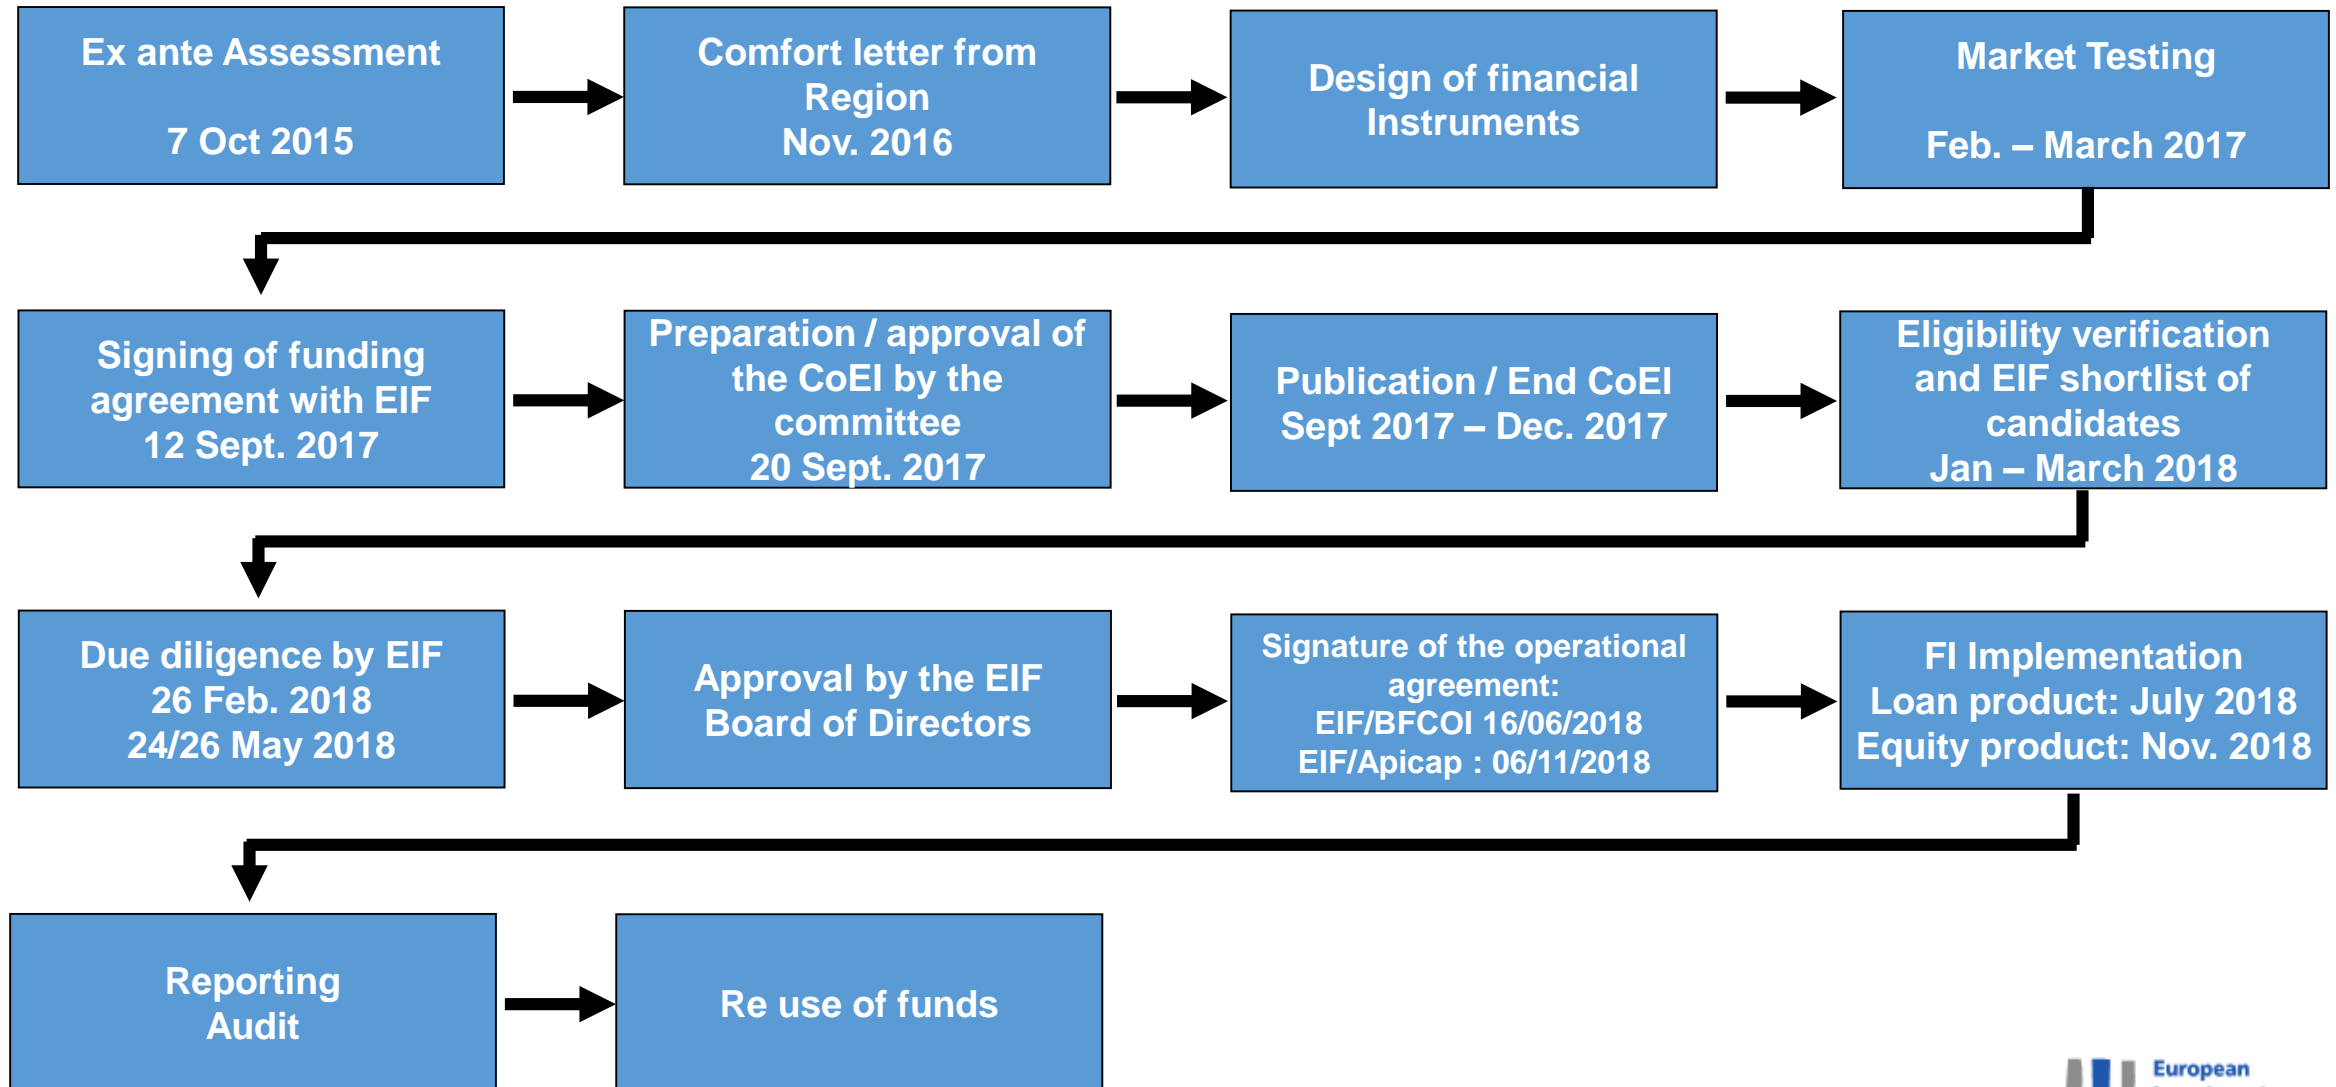 Ex ante Assessment
7 Oct 2015
Comfort letter from
Region
Nov. 2016
Design of financial
Instruments
Market Testing
Feb. – March 2017
Signing of funding
agreement with EIF
12 Sept. 2017
Preparation / approval of
the CoEI by the
committee
20 Sept. 2017
Publication / End CoEI
Sept 2017 – Dec. 2017
Eligibility verification
and EIF shortlist of
candidates
Jan – March 2018
Due diligence by EIF
26 Feb. 2018
24/26 May 2018
Approval by the EIF
Board of Directors
Signature of the operational
agreement:
EIF/BFCOI 16/06/2018
EIF/Apicap : 06/11/2018
FI Implementation
Loan product: July 2018
Equity product: Nov. 2018
Reporting
Audit
Re use of funds
European